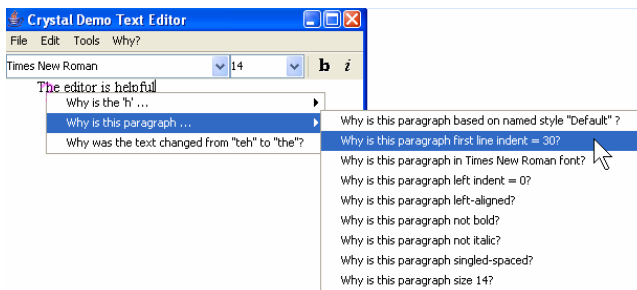 Crystal Demo Text Editor
File Edit Tools Why?
Times New Roman 14 b i
The editor is helpful
Why is the 'h' ...
Why is this paragraph ...
Why was the text changed from "teh" to "the"?
Why is this paragraph based on named style "Default" ?
Why is this paragraph first line indent = 30?
Why is this paragraph in Times New Roman font?
Why is this paragraph left indent = 0?
Why is this paragraph left-aligned?
Why is this paragraph not bold?
Why is this paragraph not italic?
Why is this paragraph singled-spaced?
Why is this paragraph size 14?